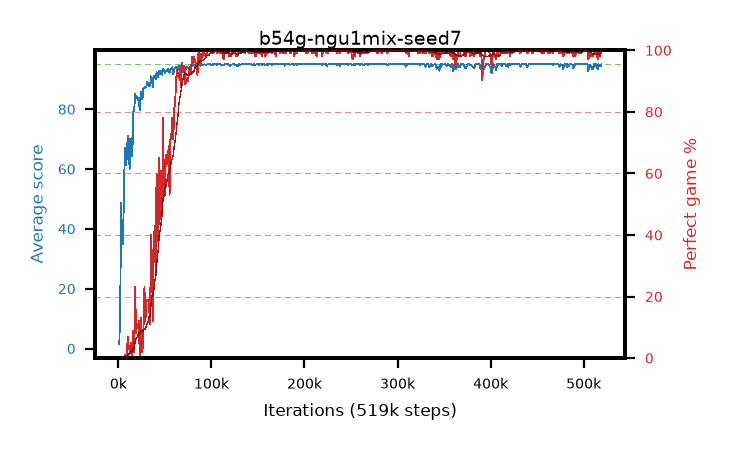 b54g-ngu1mix-seed7
100
80
80
60
60
40
40
20
20
0
0
Average score
Perfect game %
0k 100k 200k 300k 400k 500k
Iterations (519k steps)